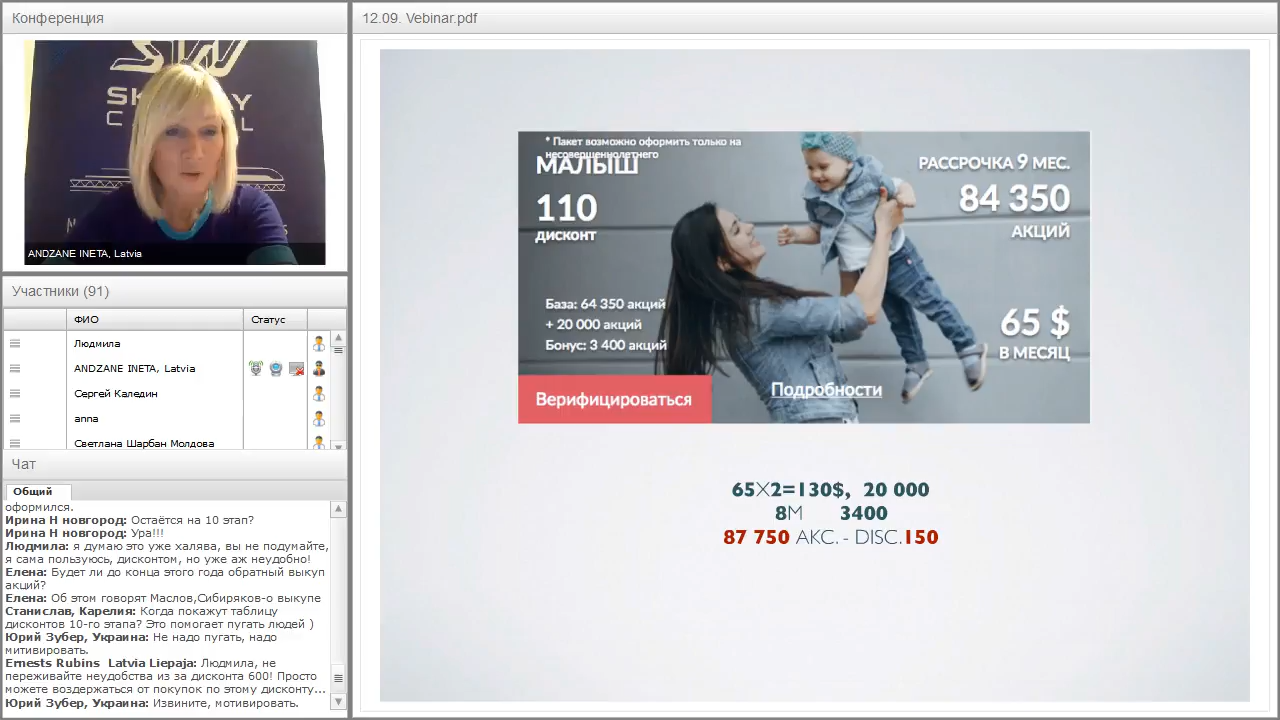 Конференция
SKYWAY
ANDZANE INETA, Latvia
Участники (91)
ФИО
Статус
Людмила
ANDZANE INETA, Latvia
Сергей Каледин
anna
Светлана Шарбан Молдова
Чат
Общий
оформился.
Ирина Н новгород: Остаётся на 10 этап?
Ирина Н новгород: Ура!!!
Людмила: я думаю это уже халява, вы не подумайте,
я сама пользуюсь, дисконтом, но уже аж неудобно!
Елена: Будет ли до конца этого года обратный выкуп
акций?
Елена: Об этом говорят Маслов,Сибиряков-о выкупе
Станислав, Карелия: Когда покажут таблицу
дисконтов 10-го этапа? Это помогает пугать людей )
Юрий Зубер, Украина: Не надо пугать, надо
митивировать.
Ernests Rubins Latvia Liepaja: Людмила, не
переживайте неудобства из за дисконта 600! Просто
можете воздержаться от покупок по этому дисконту...
Юрий Зубер, Украина: Извините, мотивировать.
12.09. Vebinar.pdf
* Пакет возможно оформить только на
несовершеннолетнего
МАЛЫШ
110
дисконт
База: 64 350 акций
+ 20 000 акций
Бонус: 3 400 акций
Верифицироваться
Подробности
РАССРОЧКА 9 МЕС.
84 350
АКЦИЙ
65 $
В МЕСЯЦ
65X2=130$, 20 000
8М 3400
87 750 АКС. - DISC.150